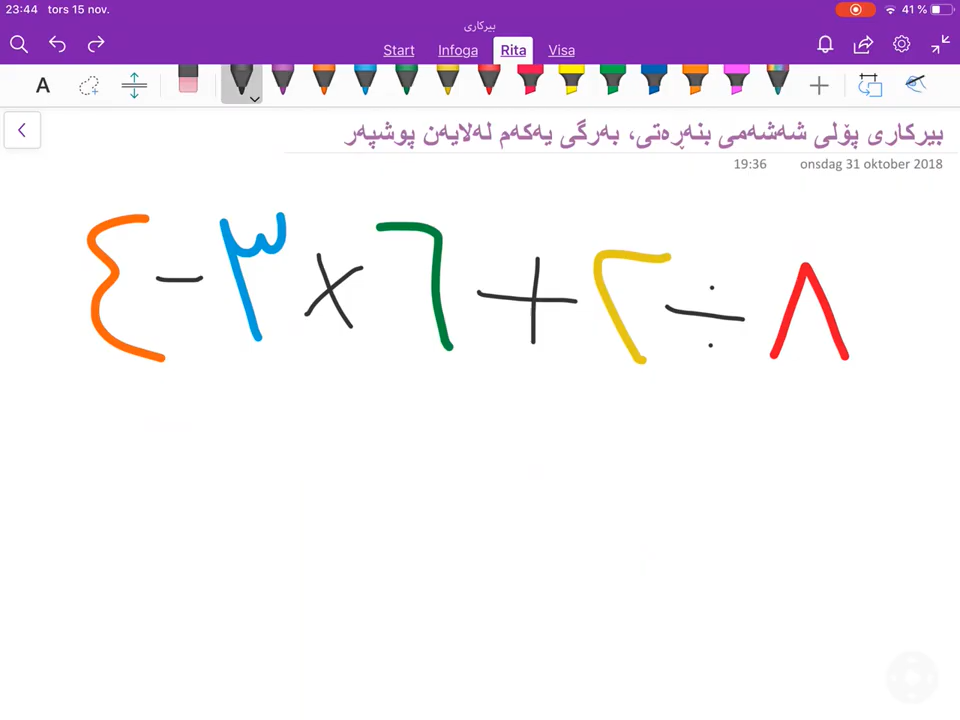 23:44 tors 15 nov.
41 %
بیرکاری
Start Infoga Rita Visa
A
بیرکاری پۆلی شەشەمی بنەڕەتی، بەرگی یەکەم لەلایەن پوشپەر
19:36 onsdag 31 oktober 2018
٨ ÷ ٢ + ٦ × ٣ − ٤